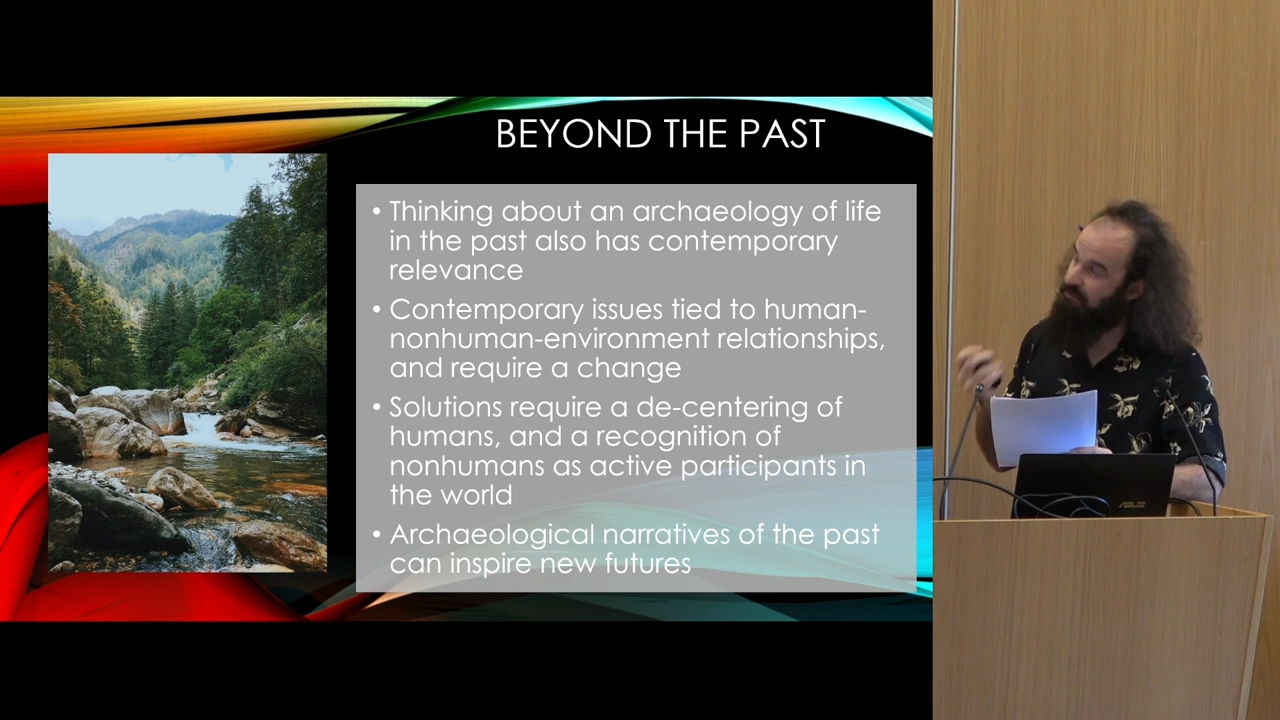 BEYOND THE PAST
• Thinking about an archaeology of life
in the past also has contemporary
relevance
• Contemporary issues tied to human-
nonhuman-environment relationships,
and require a change
• Solutions require a de-centering of
humans, and a recognition of
nonhumans as active participants in
the world
• Archaeological narratives of the past
can inspire new futures
ASUS